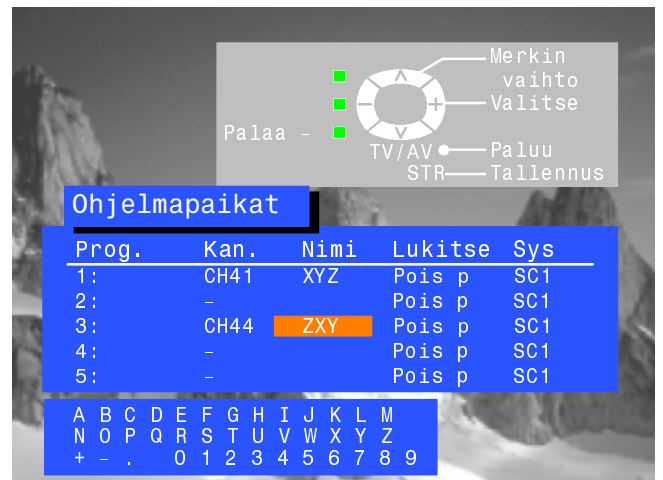 Merkin
vaihto
Valitse
Palaa -
TV/AV Paluu
STR Tallennus
Ohjelmapaikat
Prog. Kan. Nimi Lukitse Sys
1: CH41 XYZ Pois p SC1
2: - Pois p SC1
3: CH44 ZXY Pois p SC1
4: - Pois p SC1
5: - Pois p SC1
A B C D E F G H I J K L M
N O P Q R S T U V W X Y Z
+ - . 0 1 2 3 4 5 6 7 8 9